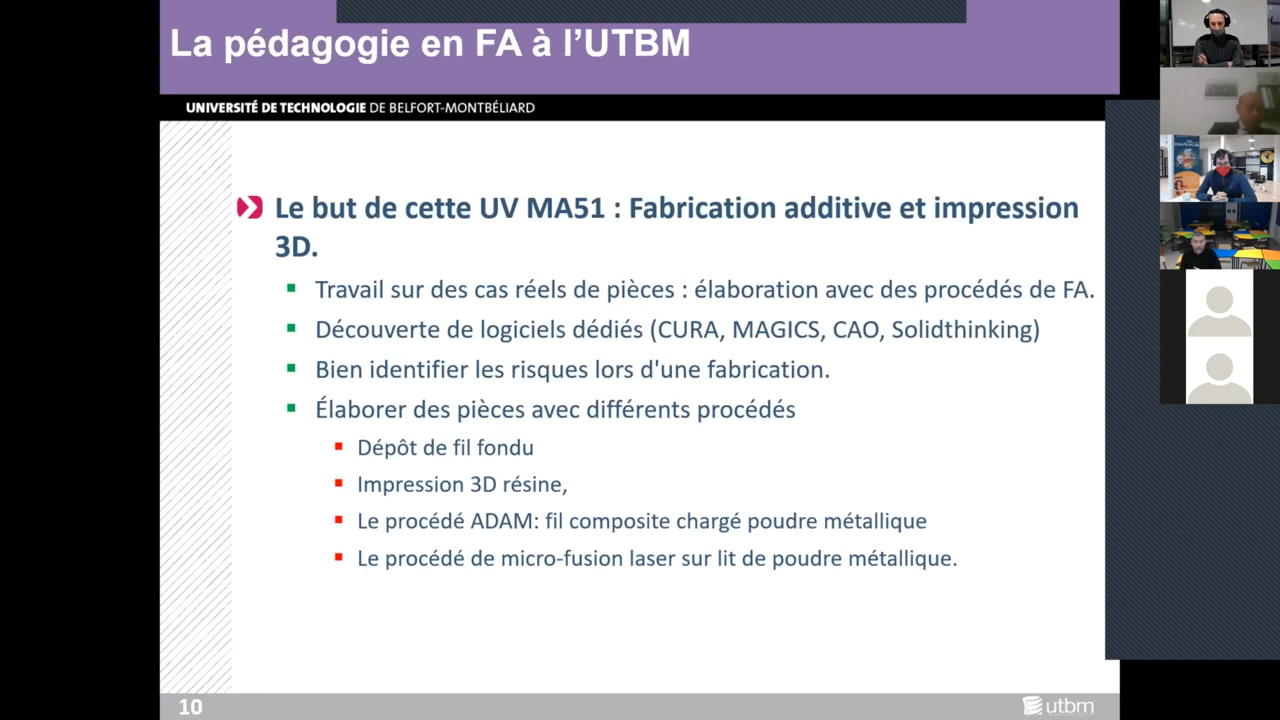 La pédagogie en FA à l’UTBM
UNIVERSITÉ DE TECHNOLOGIE DE BELFORT-MONTBÉLIARD
Le but de cette UV MA51 : Fabrication additive et impression
3D.
Travail sur des cas réels de pièces : élaboration avec des procédés de FA.
Découverte de logiciels dédiés (CURA, MAGICS, CAO, Solidthinking)
Bien identifier les risques lors d'une fabrication.
Élaborer des pièces avec différents procédés
Dépôt de fil fondu
Impression 3D résine,
Le procédé ADAM: fil composite chargé poudre métallique
Le procédé de micro-fusion laser sur lit de poudre métallique.
10
utbm